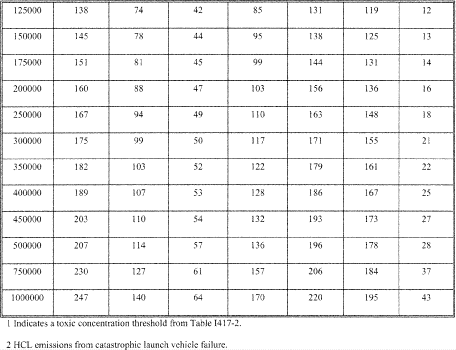 125000 138 74 42 85 131 119 12
150000 145 78 44 95 138 125 13
175000 151 81 45 99 144 131 14
200000 160 88 47 103 156 136 16
250000 167 94 49 110 163 148 18
300000 175 99 50 117 171 155 21
350000 182 103 52 122 179 161 22
400000 189 107 53 128 186 167 25
450000 203 110 54 132 193 173 27
500000 207 114 57 136 196 178 28
750000 230 127 61 157 206 184 37
1000000 247 140 64 170 220 195 43
1 Indicates a toxic concentration threshold from Table I417-2.
2 HCL emissions from catastrophic launch vehicle failure.